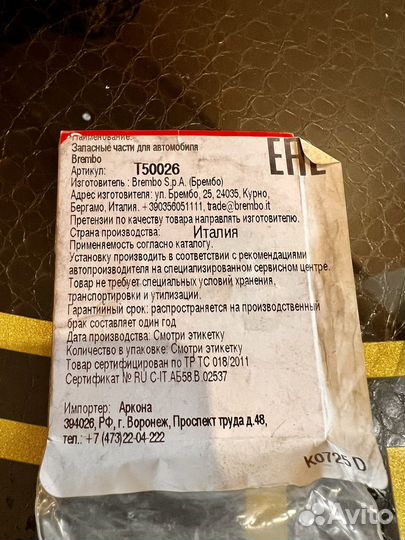 Наименование:
Запасные части для автомобиля
Brembo
Артикул: T50026
Изготовитель : Brembo S.p.A. (Брембо)
Адрес изготовителя: ул. Брембо, 25, 24035, Курно,
Бергамо, Италия. +390356051111, trade@brembo.it
Претензии по качеству товара направлять изготовителю.
Страна производства: Италия
Применяемость согласно каталогу.
Установку производить в соответствии с рекомендациями
автопроизводителя на специализированном сервисном центре.
Товар не требует специальных условий хранения,
транспортировки и утилизации.
Гарантийный срок: распространяется на производственный
брак составляет один год
Дата производства: Смотри этикетку
Количество в упаковке: Смотри этикетку
Товар сертифицирован по ТР ТС 018/2011
Сертификат № RU C-IT.АБ58.В.02537
Импортер: Аркона
394026, РФ, г. Воронеж, Проспект труда д.48,
тел.: +7 (473)22-04-222
EAC
K0725 D
Avito